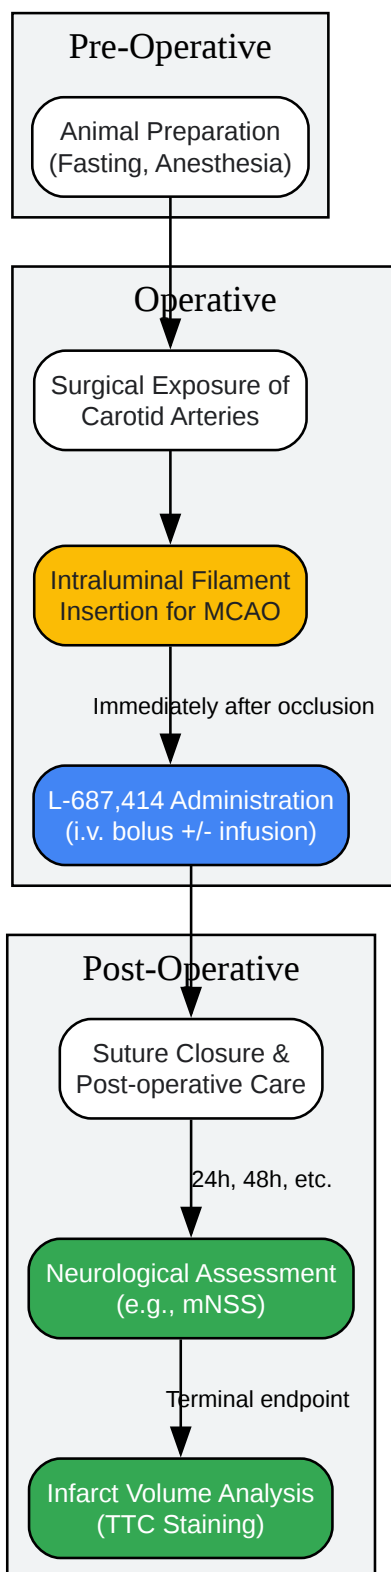 Pre-Operative
Animal Preparation
(Fasting, Anesthesia)
Operative
Surgical Exposure of
Carotid Arteries
Intraluminal Filament
Insertion for MCAO
Immediately after occlusion
L-687,414 Administration
(i.v. bolus +/- infusion)
Post-Operative
Suture Closure &
Post-operative Care
24h, 48h, etc.
Neurological Assessment
(e.g., mNSS)
Terminal endpoint
Infarct Volume Analysis
(TTC Staining)